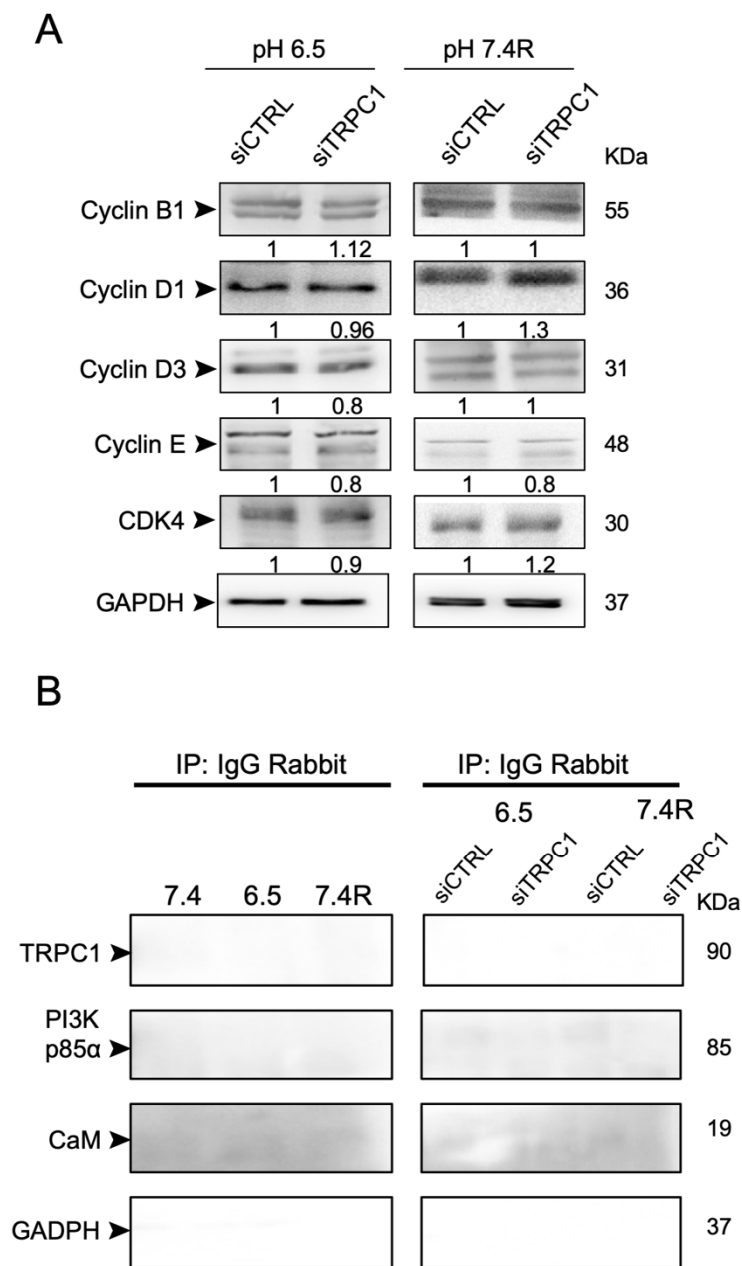 A
pH 6.5 pH 7.4R
siCTRL siTRPC1 siCTRL siTRPC1 KDa
Cyclin B1 55
1 1.12 1 1
Cyclin D1 36
1 0.96 1 1.3
Cyclin D3 31
1 0.8 1 1
Cyclin E 48
1 0.8 1 0.8
CDK4 30
1 0.9 1 1.2
GAPDH 37
B
IP: IgG Rabbit IP: IgG Rabbit
6.5 7.4R
siCTRL siTRPC1 siCTRL siTRPC1
7.4 6.5 7.4R KDa
TRPC1 90
PI3K
p85α 85
CaM 19
GADPH 37